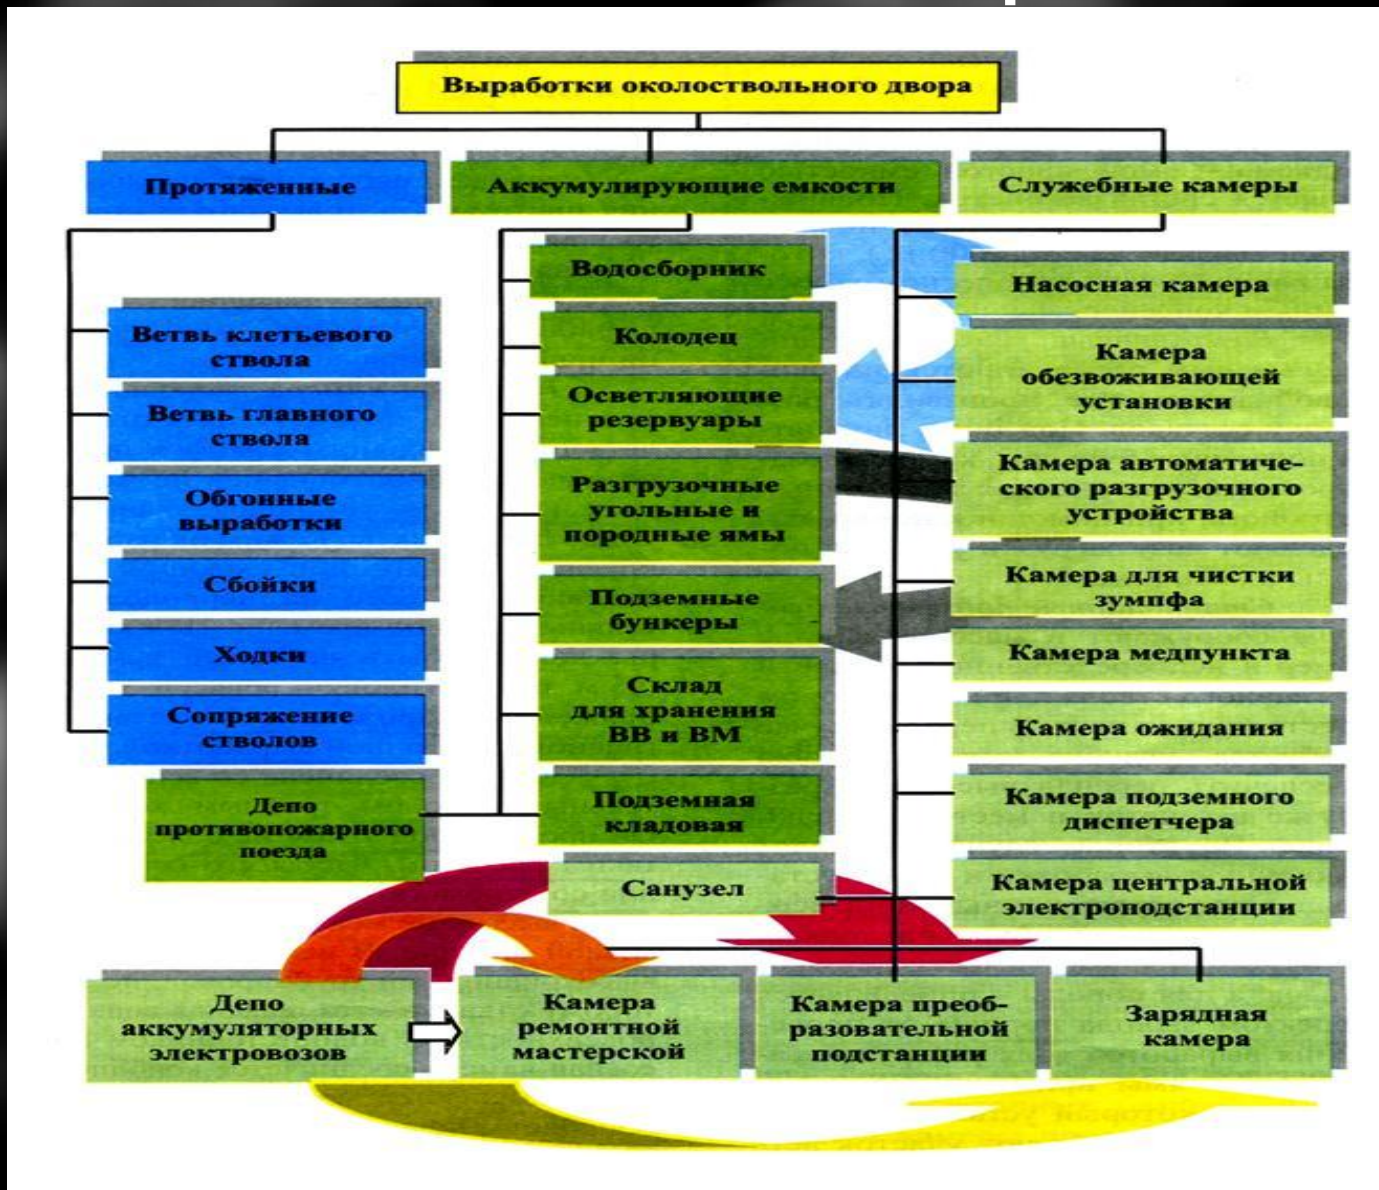 Выработки околоствольного двора
Протяженные
Аккумулирующие емкости
Служебные камеры
Ветвь клетьевого
ствола
Ветвь главного
ствола
Обгонные
выработки
Сбойки
Ходки
Сопряжение
стволов
Депо
противопожарного
поезда
Водосборник
Колодец
Осветляющие
резервуары
Разгрузочные
угольные и
породные ямы
Подземные
бункеры
Склад
для хранения
ВВ и ВМ
Подземная
кладовая
Санузел
Насосная камера
Камера
обезвоживающей
установки
Камера автоматиче-
ского разгрузочного
устройства
Камера для чистки
зумпфа
Камера медпункта
Камера ожидания
Камера подземного
диспетчера
Камера центральной
электроподстанции
Депо
аккумуляторных
электровозов
Камера
ремонтной
мастерской
Камера преоб-
разовательной
подстанции
Зарядная
камера